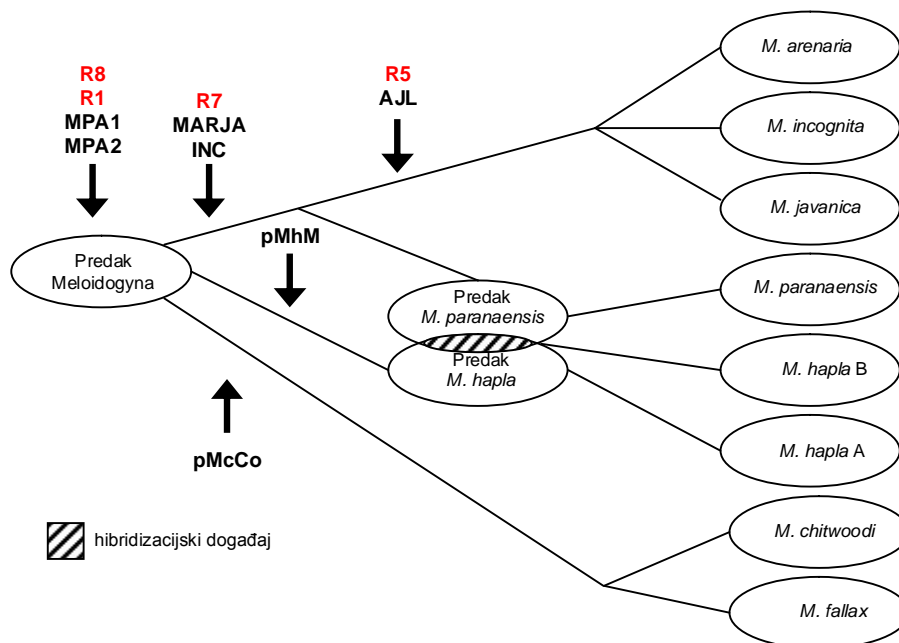 M. arenaria
R8
R1
MPA1
MPA2
R7
MARJA
INC
R5
AJL
M. incognita
M. javanica
pMhM
Predak
Meloidogyna
Predak
M. paranaensis
M. paranaensis
Predak
M. hapla
M. hapla B
M. hapla A
pMcCo
hibridizacijski događaj
M. chitwoodi
M. fallax